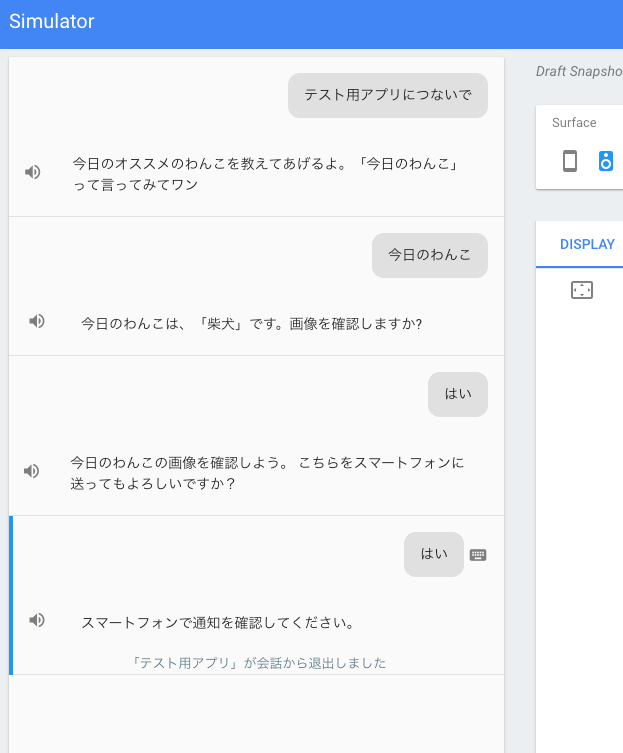 Simulator
テスト用アプリにつないで
今日のオススメのわんこを教えてあげるよ。「今日のわんこ」
って言ってみてワン
今日のわんこ
今日のわんこは、「柴犬」です。画像を確認しますか?
はい
今日のわんこの画像を確認しよう。 こちらをスマートフォンに
送ってもよろしいですか？
はい
スマートフォンで通知を確認してください。
「テスト用アプリ」が会話から退出しました
Draft Snapsho
Surface
DISPLAY